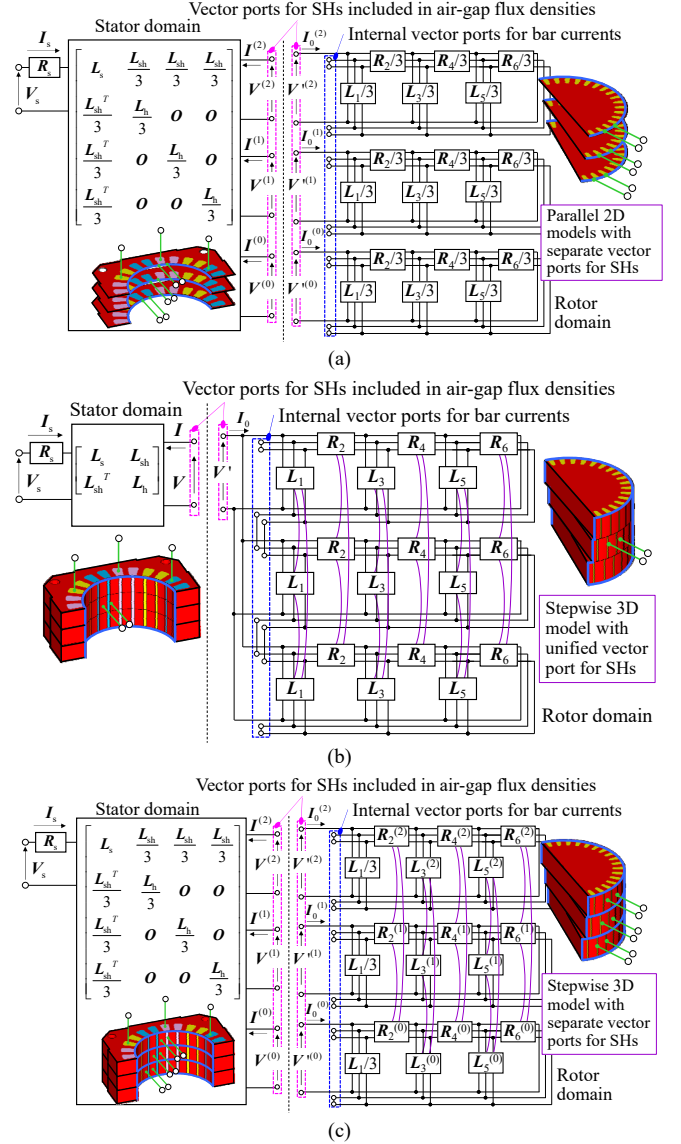 Vector ports for SHs included in air-gap flux densities
Stator domain
Internal vector ports for bar currents
I_s
R_s
V_s
L_s L_sh/3 L_sh/3 L_sh/3
L_sh^T/3 L_h/3 O O
L_sh^T/3 O L_h/3 O
L_sh^T/3 O O L_h/3
I^(2) I_0^(2)
V^(2) V'^(2)
R_2/3 R_4/3 R_6/3
L_1/3 L_3/3 L_5/3
I^(1) I_0^(1)
V^(1) V'^(1)
R_2/3 R_4/3 R_6/3
L_1/3 L_3/3 L_5/3
I^(0) I_0^(0)
V^(0) V'^(0)
R_2/3 R_4/3 R_6/3
L_1/3 L_3/3 L_5/3
Parallel 2D
models with
separate vector
ports for SHs
Rotor
domain
(a)
Vector ports for SHs included in air-gap flux densities
Stator domain
Internal vector ports for bar currents
I_s
R_s
V_s
L_s L_sh
L_sh^T L_h
I I_0
V V'
R_2 R_4 R_6
L_1 L_3 L_5
R_2 R_4 R_6
L_1 L_3 L_5
R_2 R_4 R_6
L_1 L_3 L_5
Stepwise 3D
model with
unified vector
port for SHs
Rotor domain
(b)
Vector ports for SHs included in air-gap flux densities
Stator domain
Internal vector ports for bar currents
I_s
R_s
V_s
L_s L_sh/3 L_sh/3 L_sh/3
L_sh^T/3 L_h/3 O O
L_sh^T/3 O L_h/3 O
L_sh^T/3 O O L_h/3
I^(2) I_0^(2)
V^(2) V'^(2)
R_2^(2) R_4^(2) R_6^(2)
L_1/3 L_3^(2) L_5^(2)
I^(1) I_0^(1)
V^(1) V'^(1)
R_2^(1) R_4^(1) R_6^(1)
L_1/3 L_3^(1) L_5^(1)
I^(0) I_0^(0)
V^(0) V'^(0)
R_2^(0) R_4^(0) R_6^(0)
L_1/3 L_3^(0) L_5^(0)
Stepwise 3D
model with
separate vector
ports for SHs
Rotor
domain
(c)